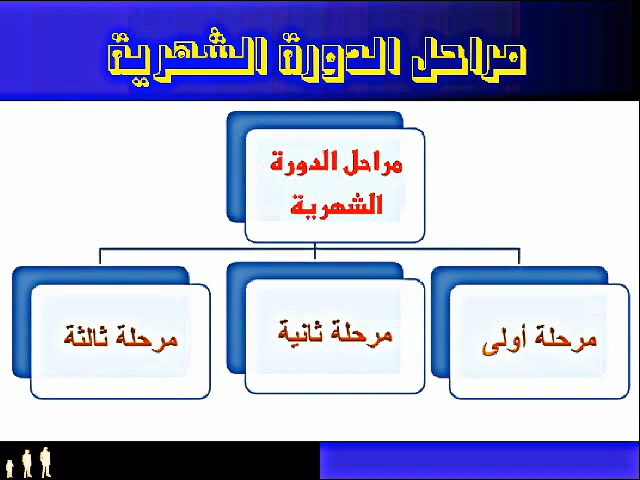 مراحل الدورة الشهرية
مراحل الدورة
الشهرية
مرحلة أولى
مرحلة ثانية
مرحلة ثالثة